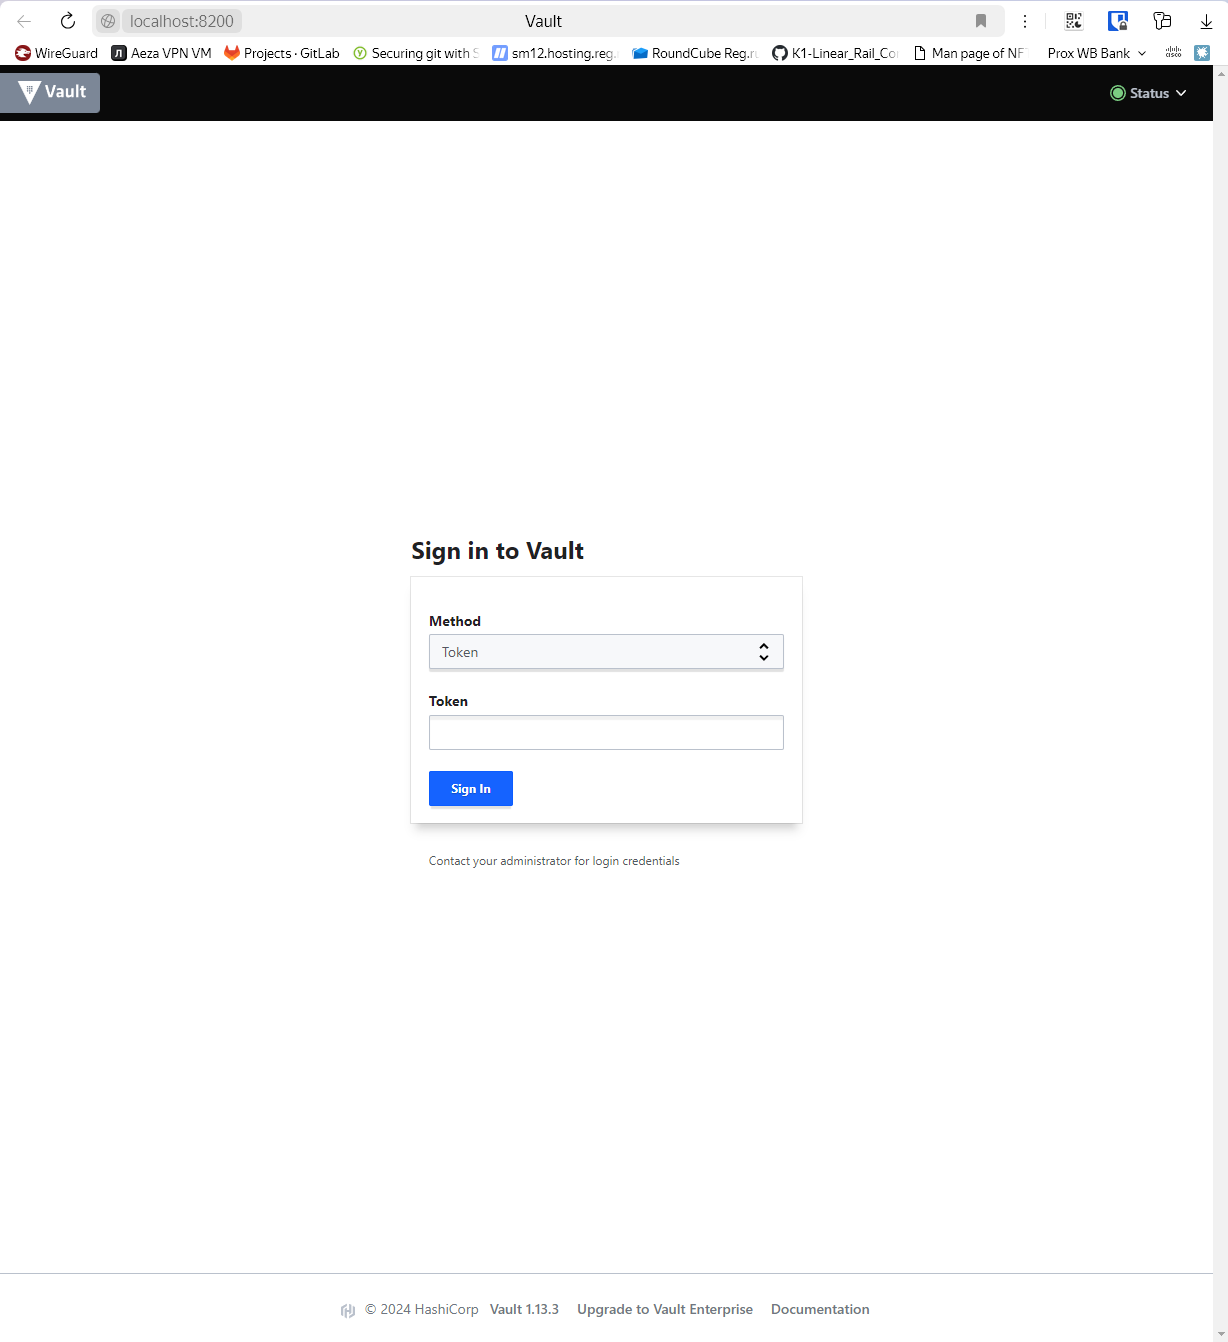 localhost:8200 Vault
WireGuard Aeza VPN VM Projects · GitLab Securing git with S sm12.hosting.reg. RoundCube Reg.ru K1-Linear_Rail_Co Man page of NF Prox WB Bank cisco
Vault Status
Sign in to Vault
Method
Token
Token
Sign In
Contact your administrator for login credentials
© 2024 HashiCorp Vault 1.13.3 Upgrade to Vault Enterprise Documentation